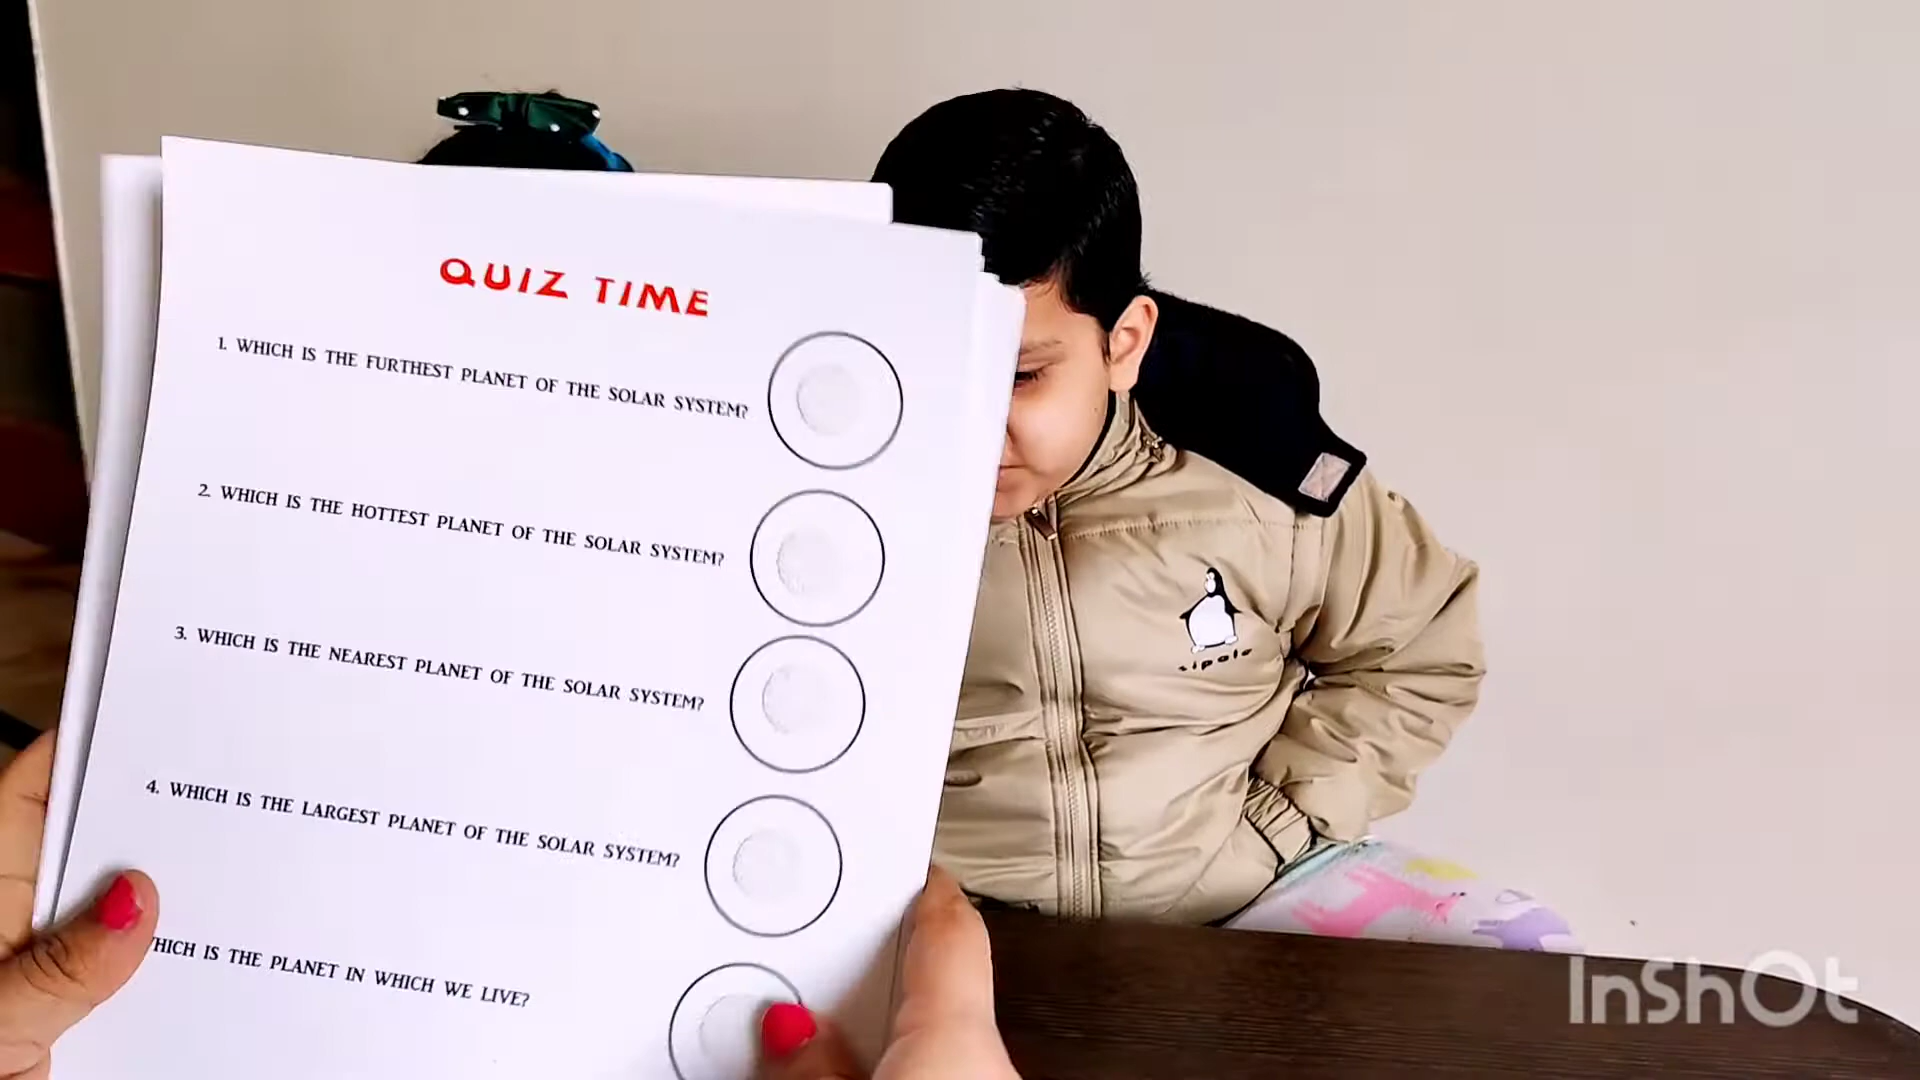 QUIZ TIME
1. WHICH IS THE FURTHEST PLANET OF THE SOLAR SYSTEM?
2. WHICH IS THE HOTTEST PLANET OF THE SOLAR SYSTEM?
3. WHICH IS THE NEAREST PLANET OF THE SOLAR SYSTEM?
4. WHICH IS THE LARGEST PLANET OF THE SOLAR SYSTEM?
HICH IS THE PLANET IN WHICH WE LIVE?
InShOt